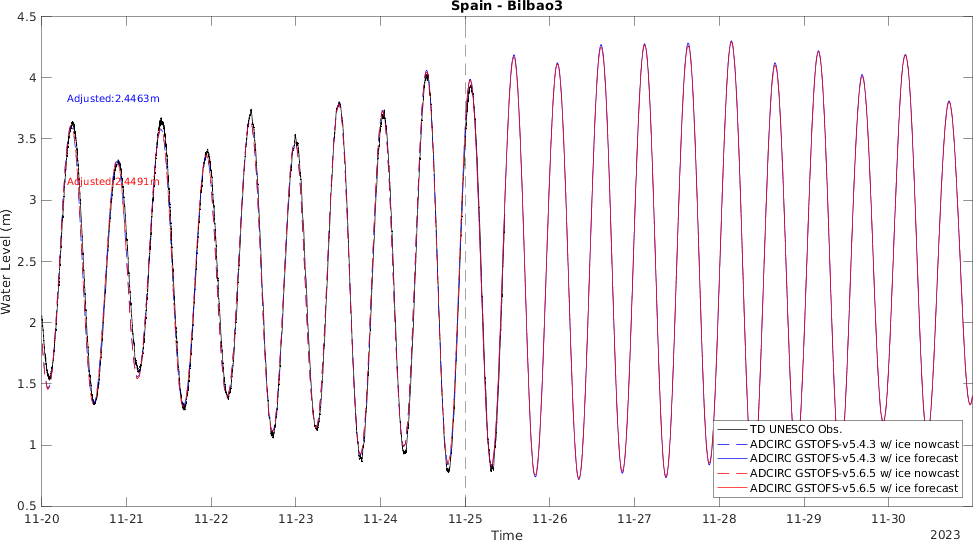 Spain - Bilbao3
4.5
4
3.5
3
2.5
2
1.5
1
0.5
Water Level (m)
Adjusted:2.4463m
Adjusted:2.4491m
TD UNESCO Obs.
ADCIRC GSTOFS-v5.4.3 w/ ice nowcast
ADCIRC GSTOFS-v5.4.3 w/ ice forecast
ADCIRC GSTOFS-v5.6.5 w/ ice nowcast
ADCIRC GSTOFS-v5.6.5 w/ ice forecast
11-20 11-21 11-22 11-23 11-24 11-25 11-26 11-27 11-28 11-29 11-30
Time
2023